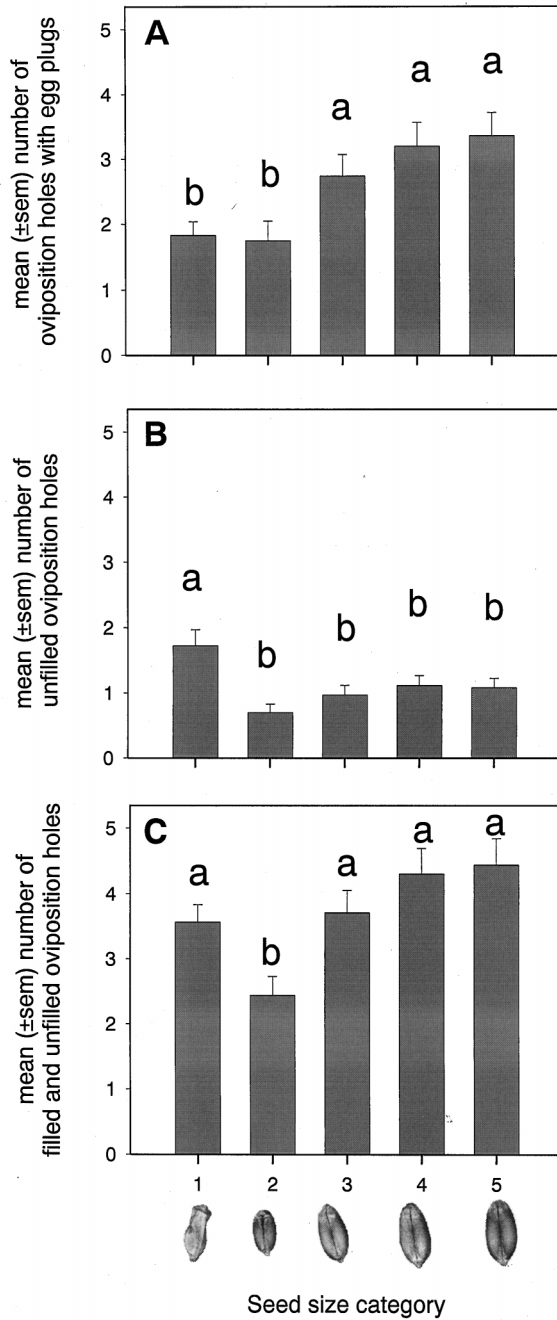 A
mean (±sem) number of
oviposition holes with egg plugs
5
4
3
2
1
0
b
b
a
a
a
B
mean (±sem) number of
unfilled oviposition holes
5
4
3
2
1
0
a
b
b
b
b
C
mean (±sem) number of
filled and unfilled oviposition holes
5
4
3
2
1
0
a
b
a
a
a
1 2 3 4 5
Seed size category